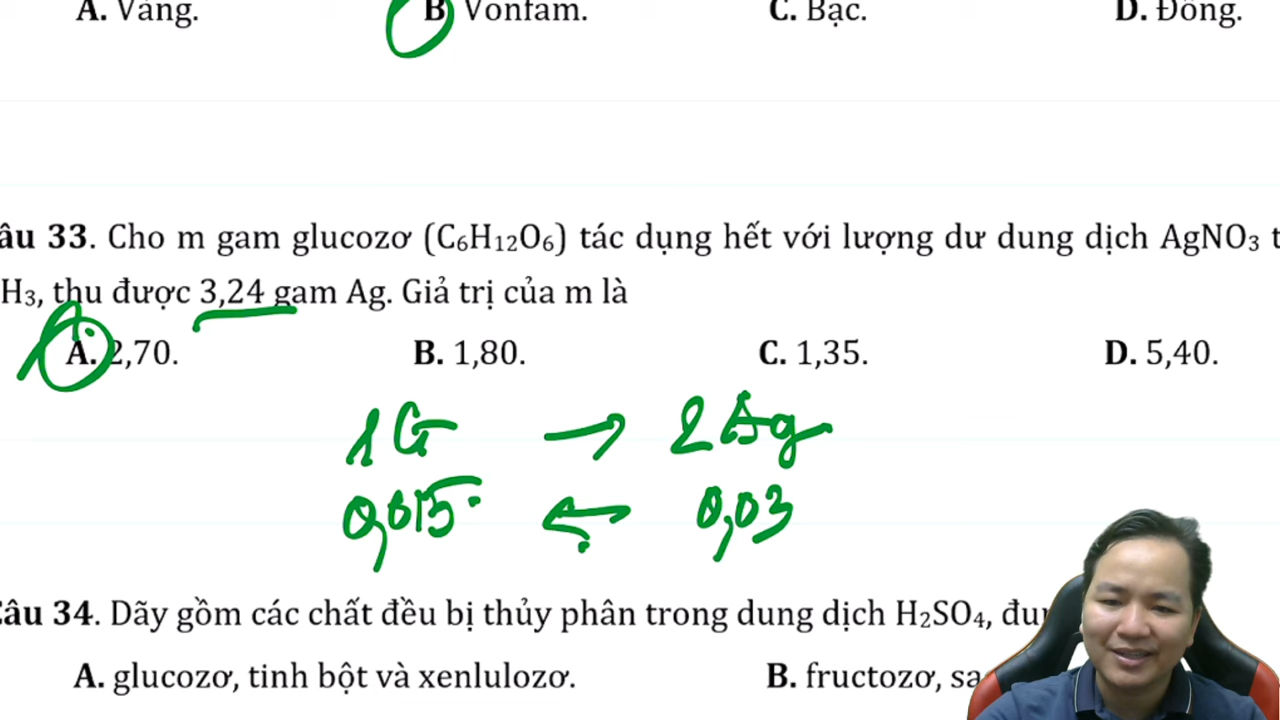 A. Vàng. B Vonfam. C. Bạc. D. Đồng.
âu 33. Cho m gam glucozơ (C₆H₁₂O₆) tác dụng hết với lượng dư dung dịch AgNO₃ t
H₃, thu được 3,24 gam Ag. Giá trị của m là
A. 2,70. B. 1,80. C. 1,35. D. 5,40.
1G → 2Ag
0,015 ← 0,03
Câu 34. Dãy gồm các chất đều bị thủy phân trong dung dịch H₂SO₄, đun
A. glucozơ, tinh bột và xenlulozơ. B. fructozơ, sa